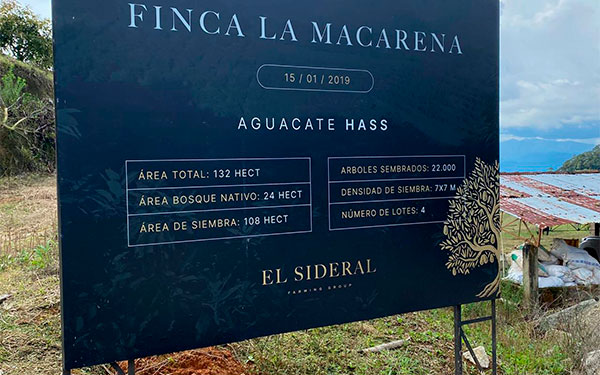 FINCA LA MACARENA
15 / 01 / 2019
AGUACATE HASS
ÁREA TOTAL: 132 HECT
ÁREA BOSQUE NATIVO: 24 HECT
ÁREA DE SIEMBRA: 108 HECT
ARBOLES SEMBRADOS: 22.000
DENSIDAD DE SIEMBRA: 7X7 M
NÚMERO DE LOTES: 4
EL SIDERAL
FARMING GROUP